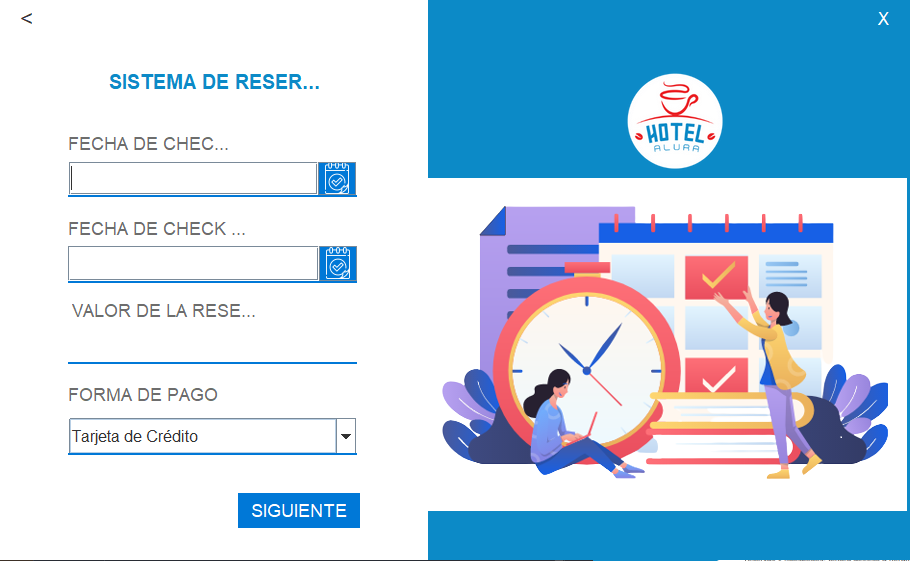 <
X
SISTEMA DE RESER...
HOTEL
ALURA
FECHA DE CHEC...
FECHA DE CHECK ...
VALOR DE LA RESE...
FORMA DE PAGO
Tarjeta de Crédito
SIGUIENTE